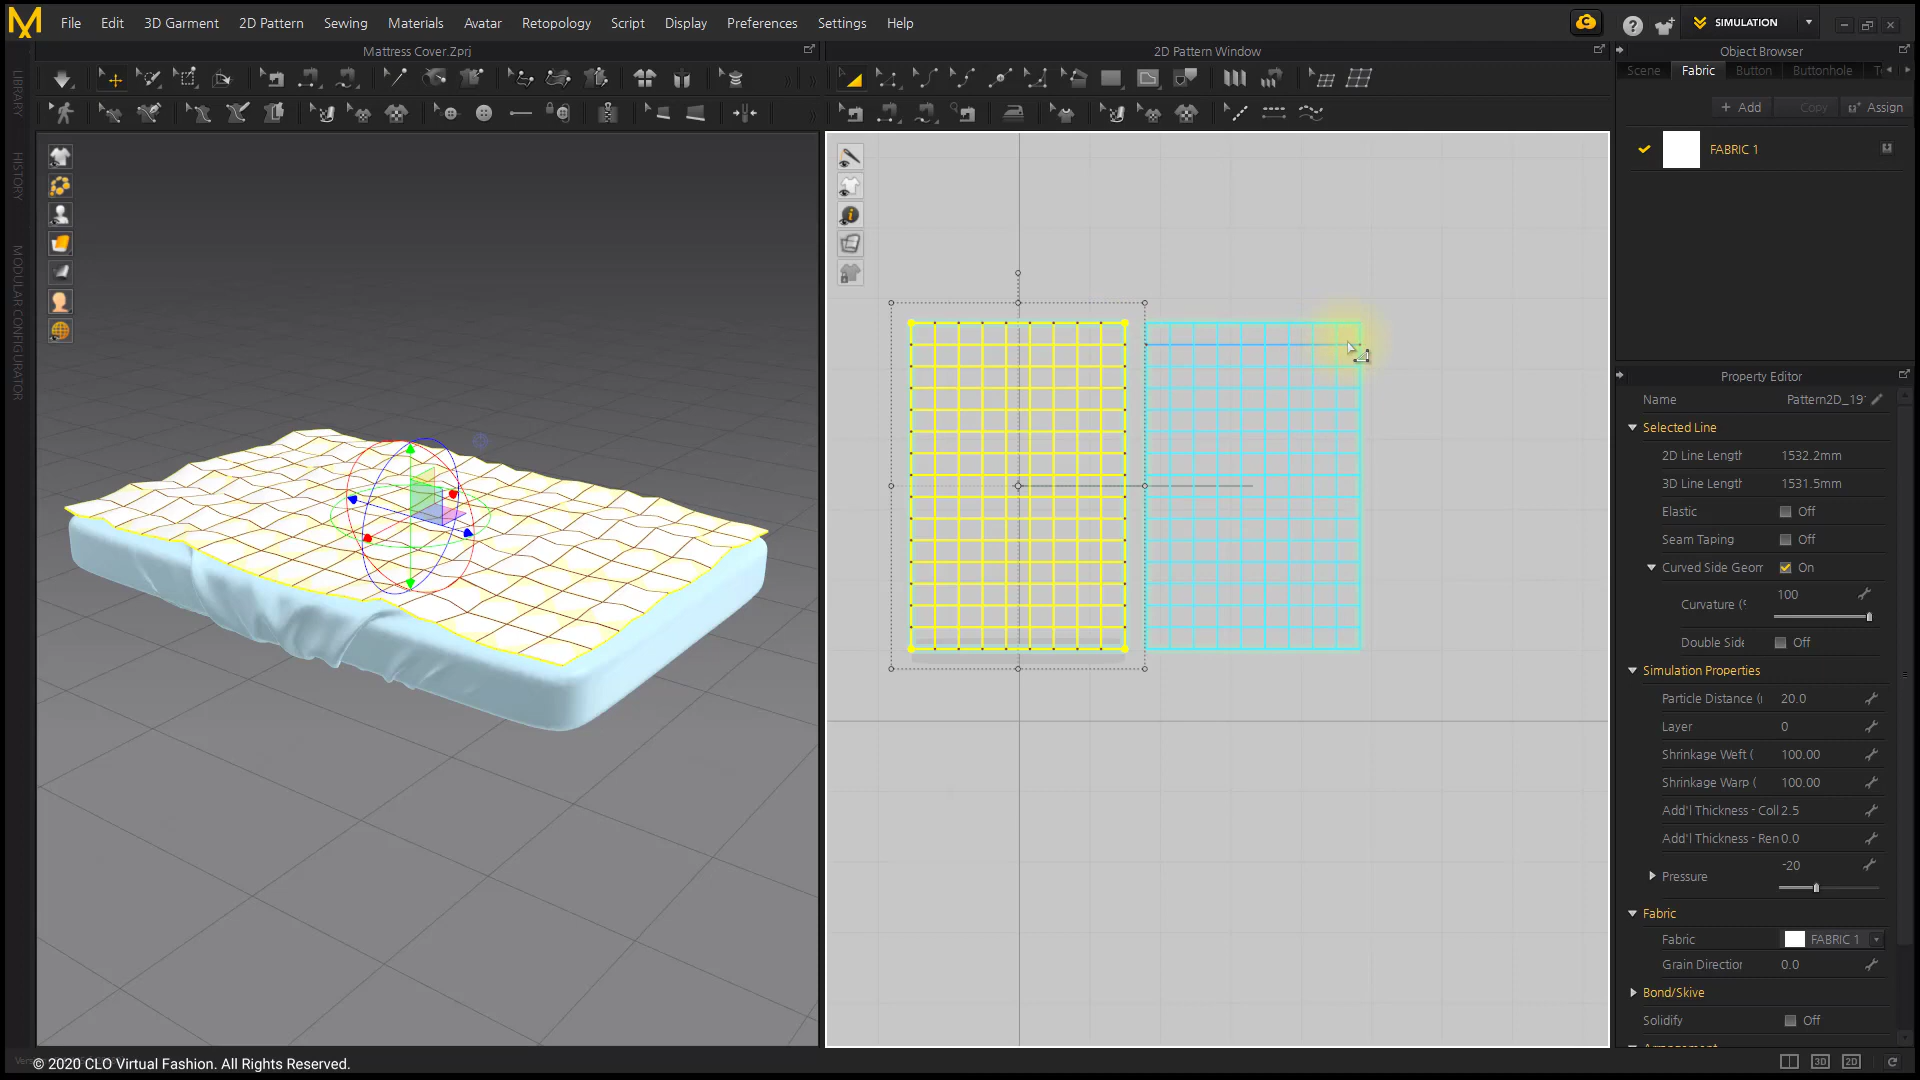 File Edit 3D Garment 2D Pattern Sewing Materials Avatar Retopology Script Display Preferences Settings Help
SIMULATION
Mattress Cover.Zprj
2D Pattern Window
Object Browser
Scene Fabric Button Buttonhole
+ Add Copy Assign
FABRIC 1
LIBRARY
HISTORY
MODULAR CONFIGURATOR
Property Editor
Name Pattern2D_19
Selected Line
2D Line Length 1532.2mm
3D Line Length 1531.5mm
Elastic Off
Seam Taping Off
Curved Side Geom On
Curvature ( 100
Double Side Off
Simulation Properties
Particle Distance ( 20.0
Layer 0
Shrinkage Weft ( 100.00
Shrinkage Warp ( 100.00
Add'l Thickness - Coll 2.5
Add'l Thickness - Ren 0.0
Pressure -20
Fabric
Fabric FABRIC 1
Grain Direction 0.0
Bond/Skive
Solidify Off
© 2020 CLO Virtual Fashion. All Rights Reserved.
3D 2D